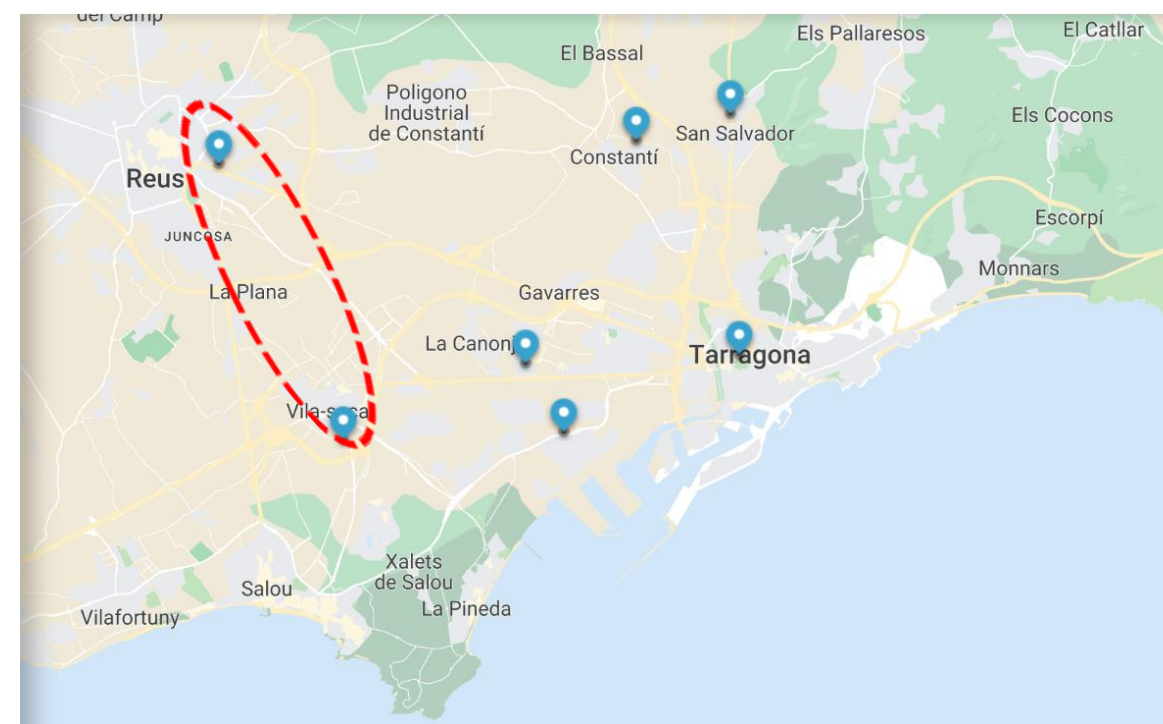 del Camp
El Bassal
Els Pallaresos
El Catllar
Poligono
Industrial
de Constantí
Els Cocons
San Salvador
Constantí
Reus
JUNCOSA
Escorpí
Monnars
La Plana
Gavarres
La Canonj
Tarragona
Vila-seca
Xalets
de Salou
Salou
La Pineda
Vilafortuny